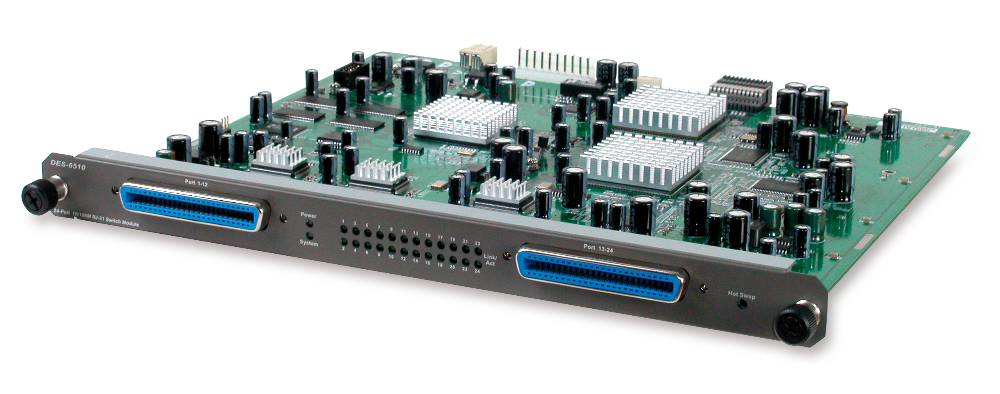 DES-6510
Port 1-12
24-Port 10/100M RJ-21 Switch Module
Power
System
1 3 5 7 9 11 13 15 17 19 21 23
2 4 6 8 10 12 14 16 18 20 22 24
Link/
Act
Port 13-24
Hot Swap
GSC
GSC